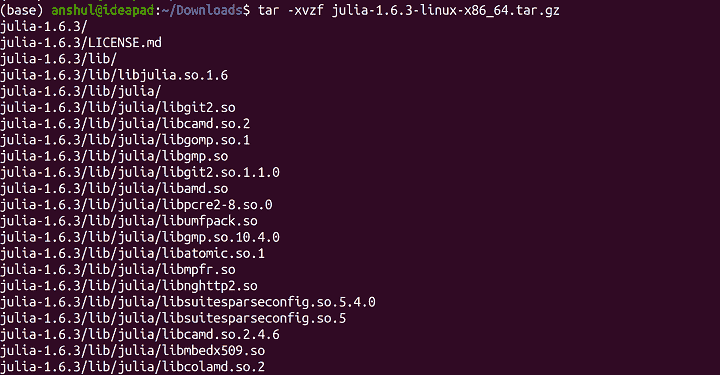 (base) anshul@ideapad:~/Downloads$ tar -xvzf julia-1.6.3-linux-x86_64.tar.gz
julia-1.6.3/
julia-1.6.3/LICENSE.md
julia-1.6.3/lib/
julia-1.6.3/lib/libjulia.so.1.6
julia-1.6.3/lib/julia/
julia-1.6.3/lib/julia/libgit2.so
julia-1.6.3/lib/julia/libcamd.so.2
julia-1.6.3/lib/julia/libgomp.so.1
julia-1.6.3/lib/julia/libgmp.so
julia-1.6.3/lib/julia/libgit2.so.1.1.0
julia-1.6.3/lib/julia/libamd.so
julia-1.6.3/lib/julia/libpcre2-8.so.0
julia-1.6.3/lib/julia/libumfpack.so
julia-1.6.3/lib/julia/libgmp.so.10.4.0
julia-1.6.3/lib/julia/libatomic.so.1
julia-1.6.3/lib/julia/libmpfr.so
julia-1.6.3/lib/julia/libnghttp2.so
julia-1.6.3/lib/julia/libsuitesparseconfig.so.5.4.0
julia-1.6.3/lib/julia/libsuitesparseconfig.so.5
julia-1.6.3/lib/julia/libcamd.so.2.4.6
julia-1.6.3/lib/julia/libmbedx509.so
julia-1.6.3/lib/julia/libcolamd.so.2